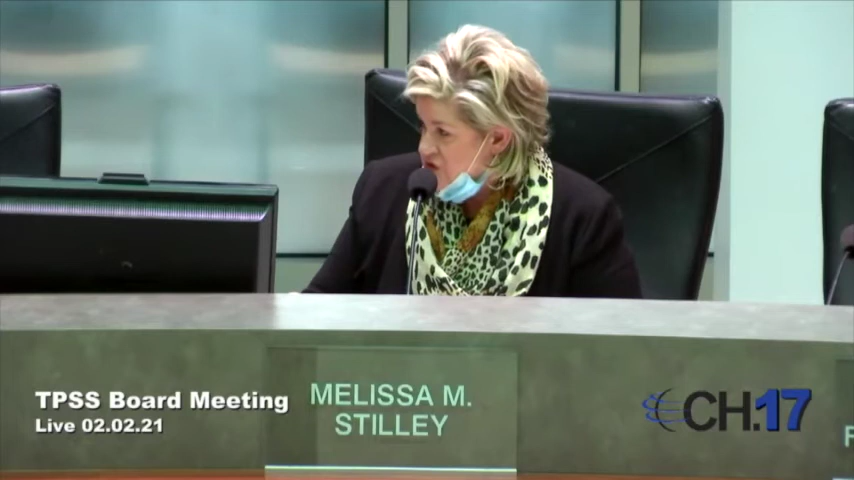 MELISSA M.
STILLEY
TPSS Board Meeting
Live 02.02.21
CH.17